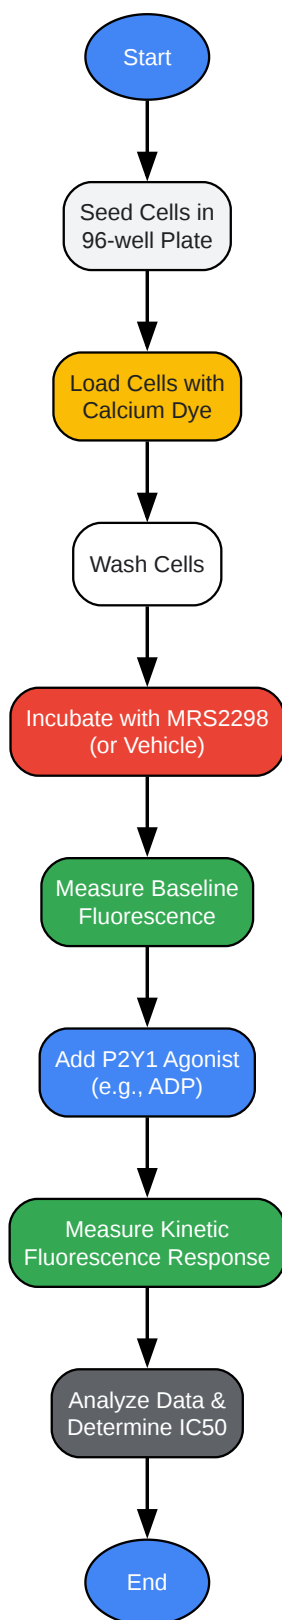 Start
Seed Cells in
96-well Plate
Load Cells with
Calcium Dye
Wash Cells
Incubate with MRS2298
(or Vehicle)
Measure Baseline
Fluorescence
Add P2Y1 Agonist
(e.g., ADP)
Measure Kinetic
Fluorescence Response
Analyze Data &
Determine IC50
End